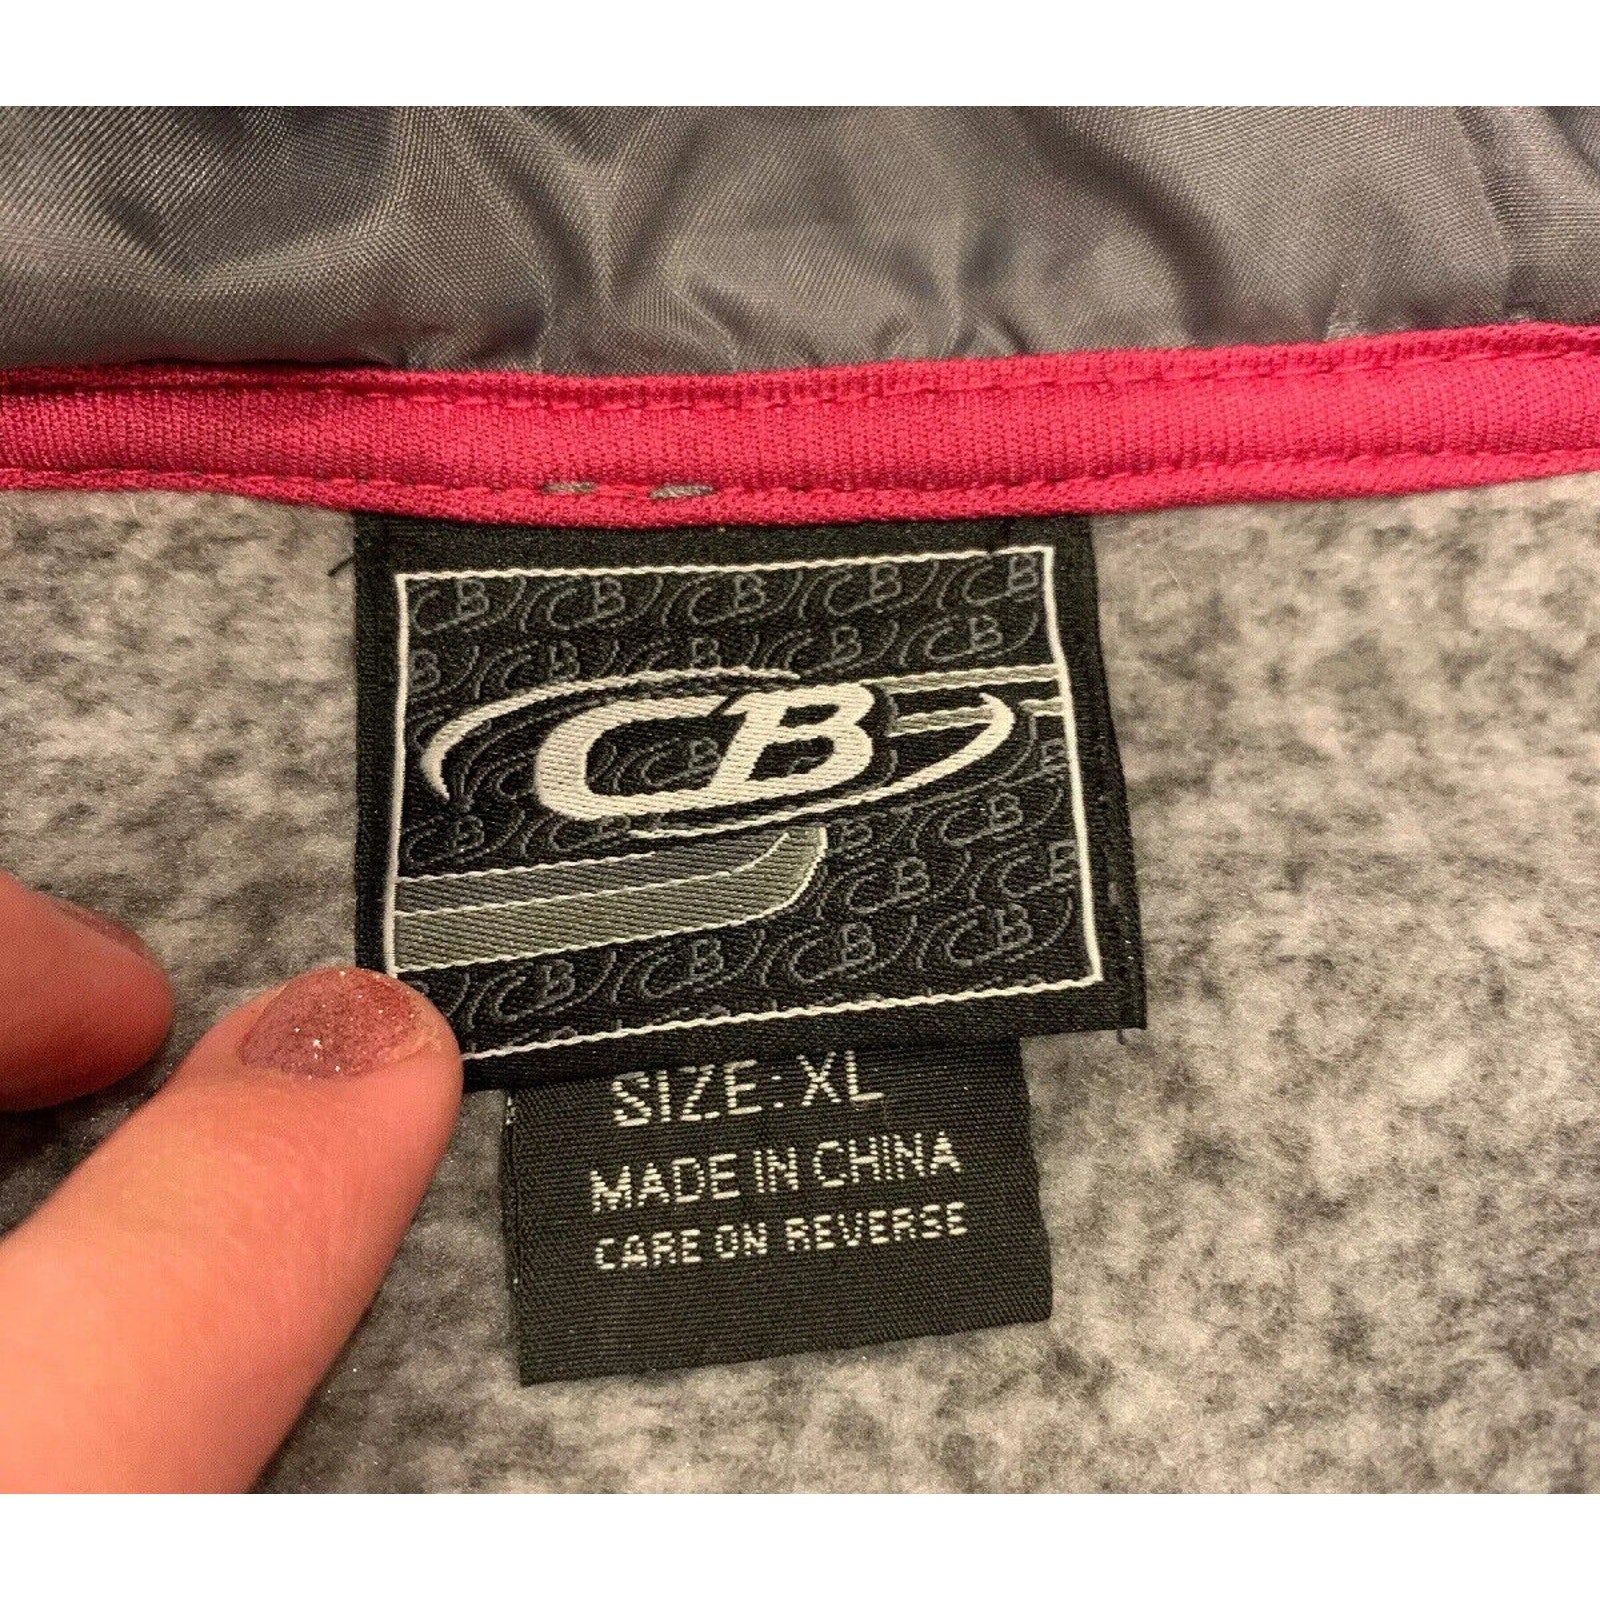 CB
SIZE: XL
MADE IN CHINA
CARE ON REVERSE